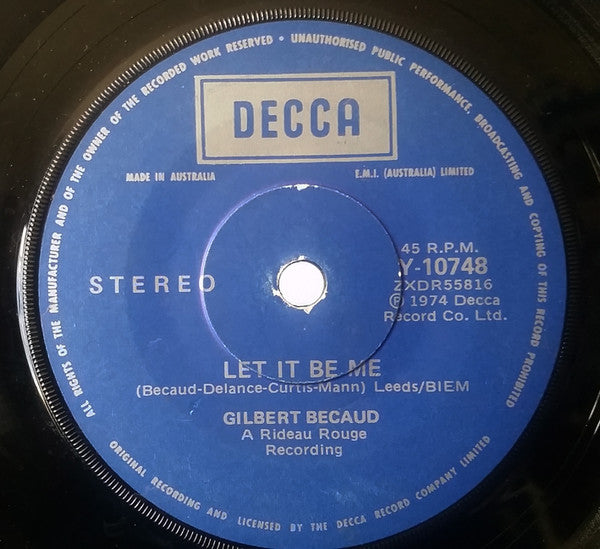 ALL RIGHTS OF THE MANUFACTURER AND OF THE OWNER OF THE RECORDED WORK RESERVED • UNAUTHORISED PUBLIC PERFORMANCE, BROADCASTING AND COPYING OF THIS RECORD PROHIBITED
DECCA
MADE IN AUSTRALIA
E.M.I. (AUSTRALIA) LIMITED
STEREO
45 R.P.M.
Y-10748
ZXDR55816
Ⓟ 1974 Decca
Record Co. Ltd.
LET IT BE ME
(Becaud-Delance-Curtis-Mann) Leeds/BIEM
GILBERT BECAUD
A Rideau Rouge
Recording
ORIGINAL RECORDING AND LICENSED BY THE DECCA RECORD COMPANY LIMITED